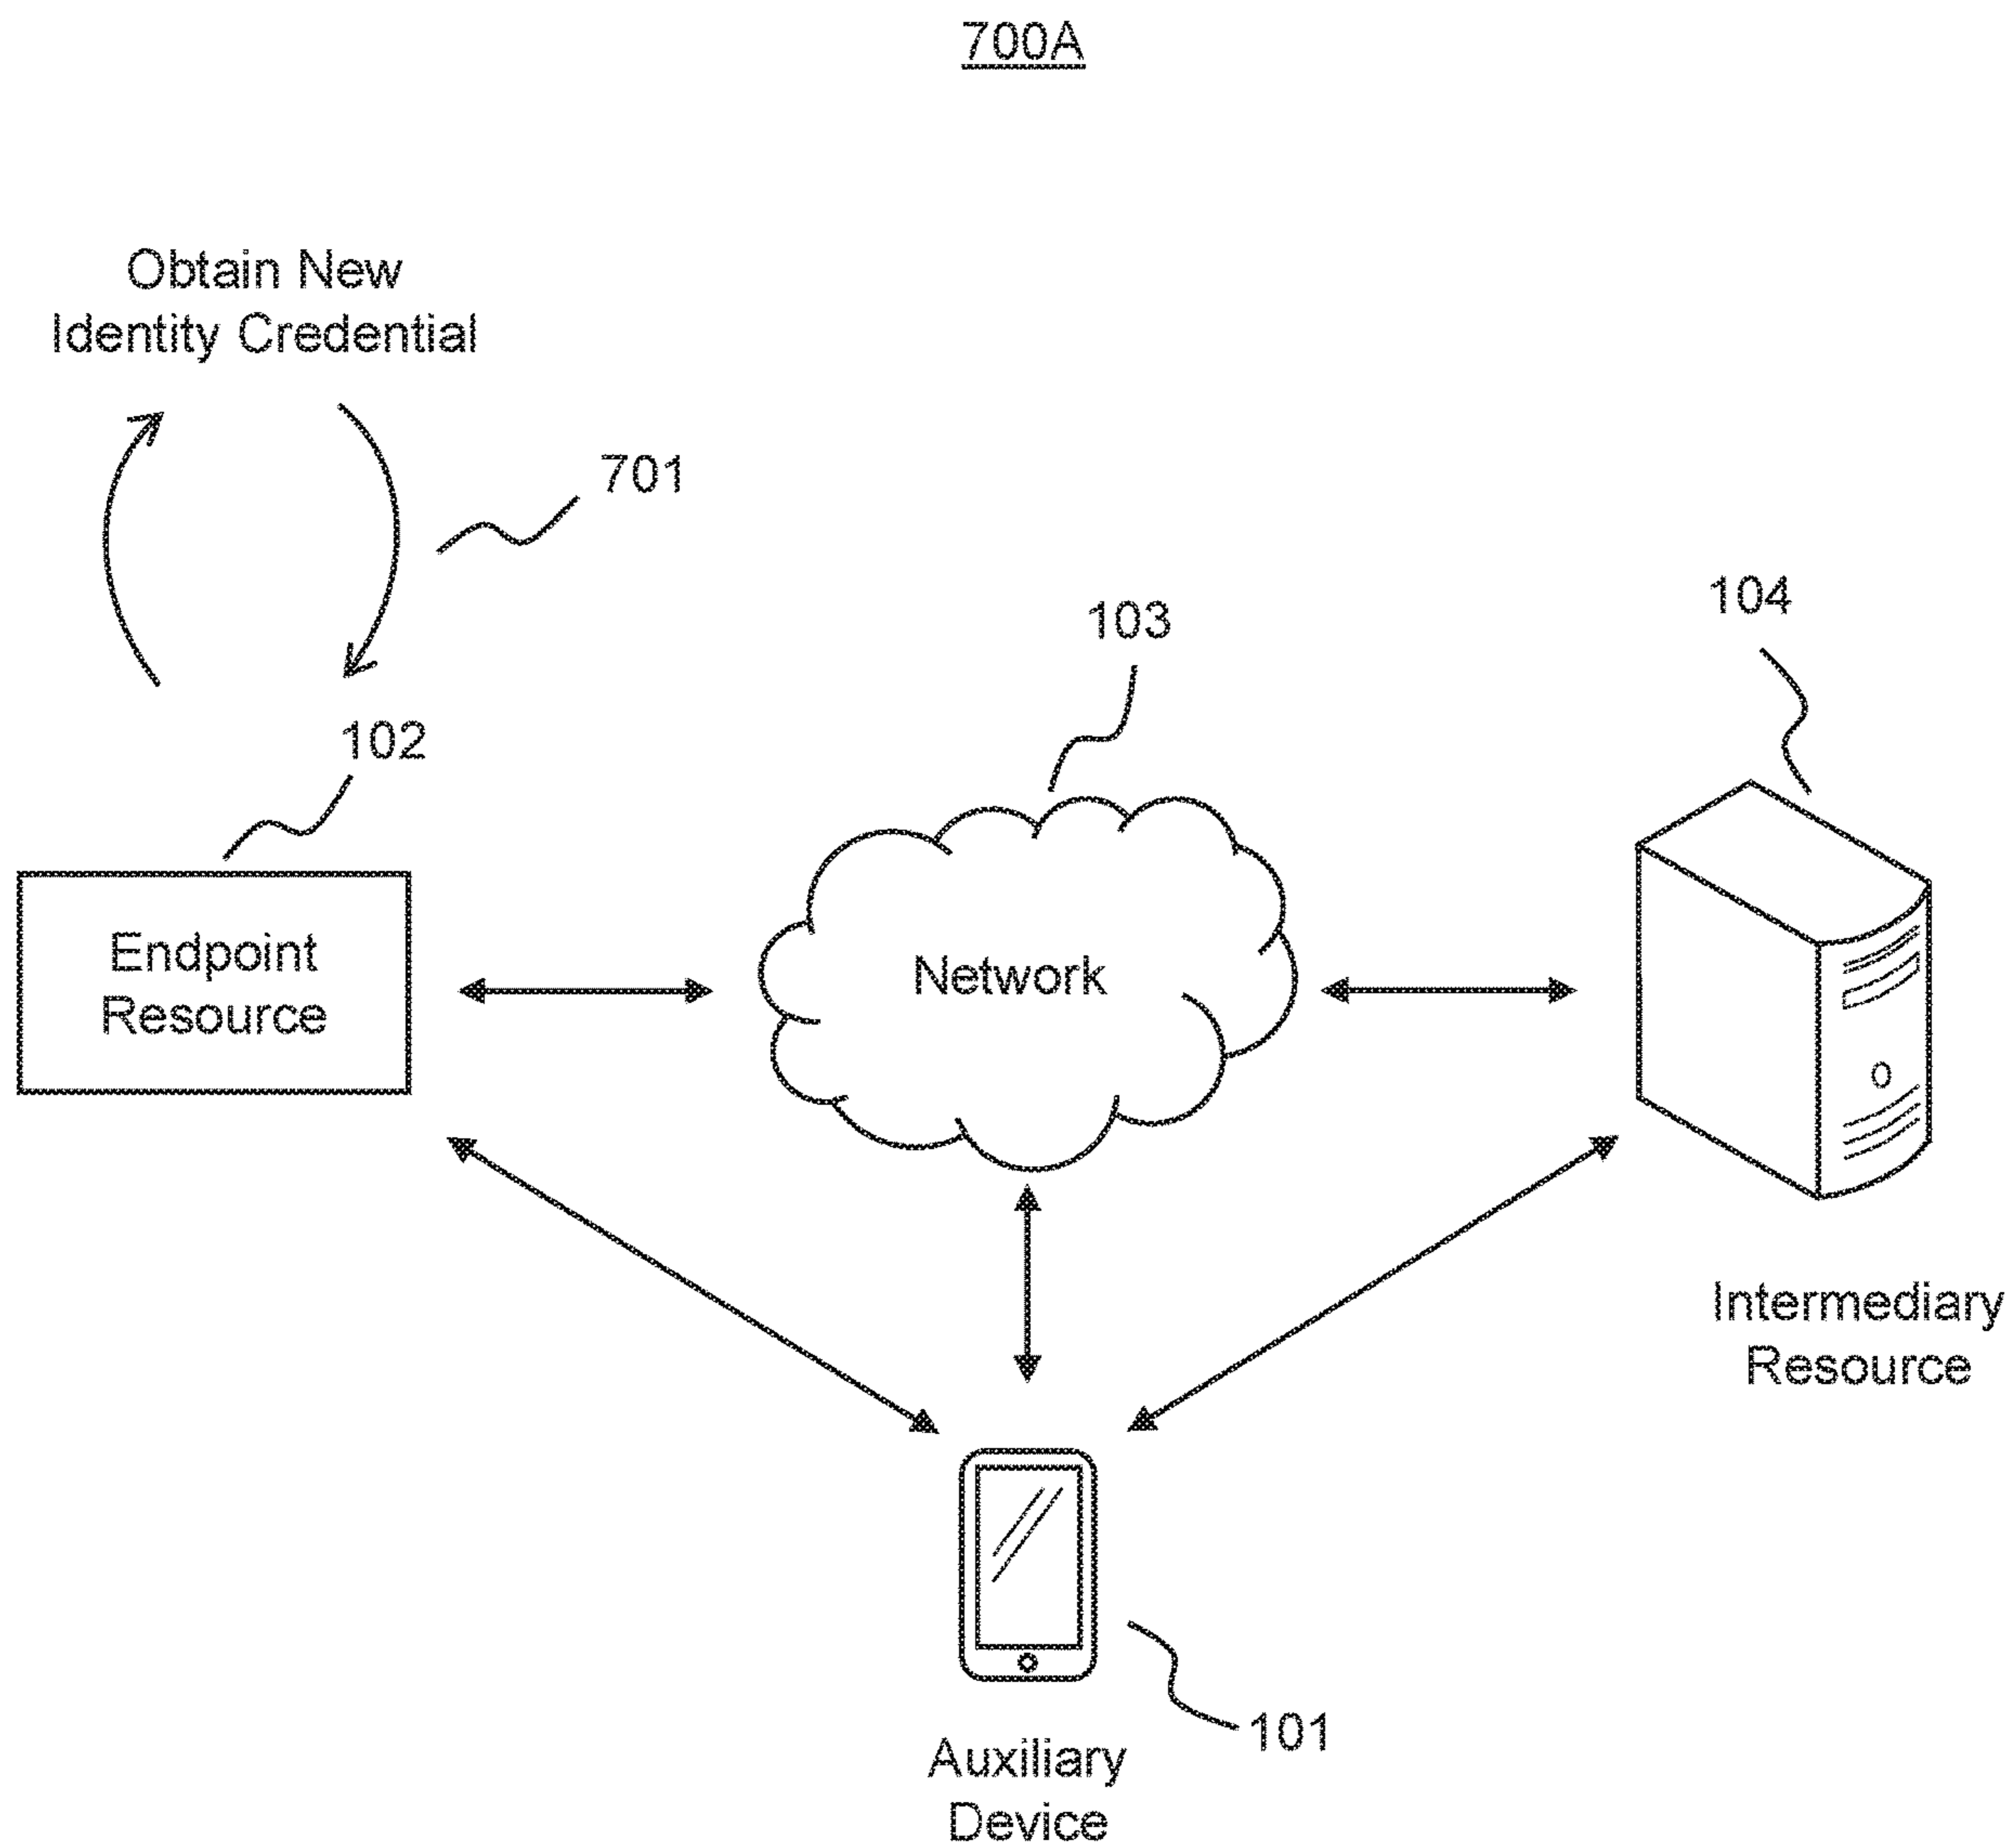 700A
Obtain New
Identity Credential
701
102
103
104
Endpoint
Resource
Network
Intermediary
Resource
101
Auxiliary
Device